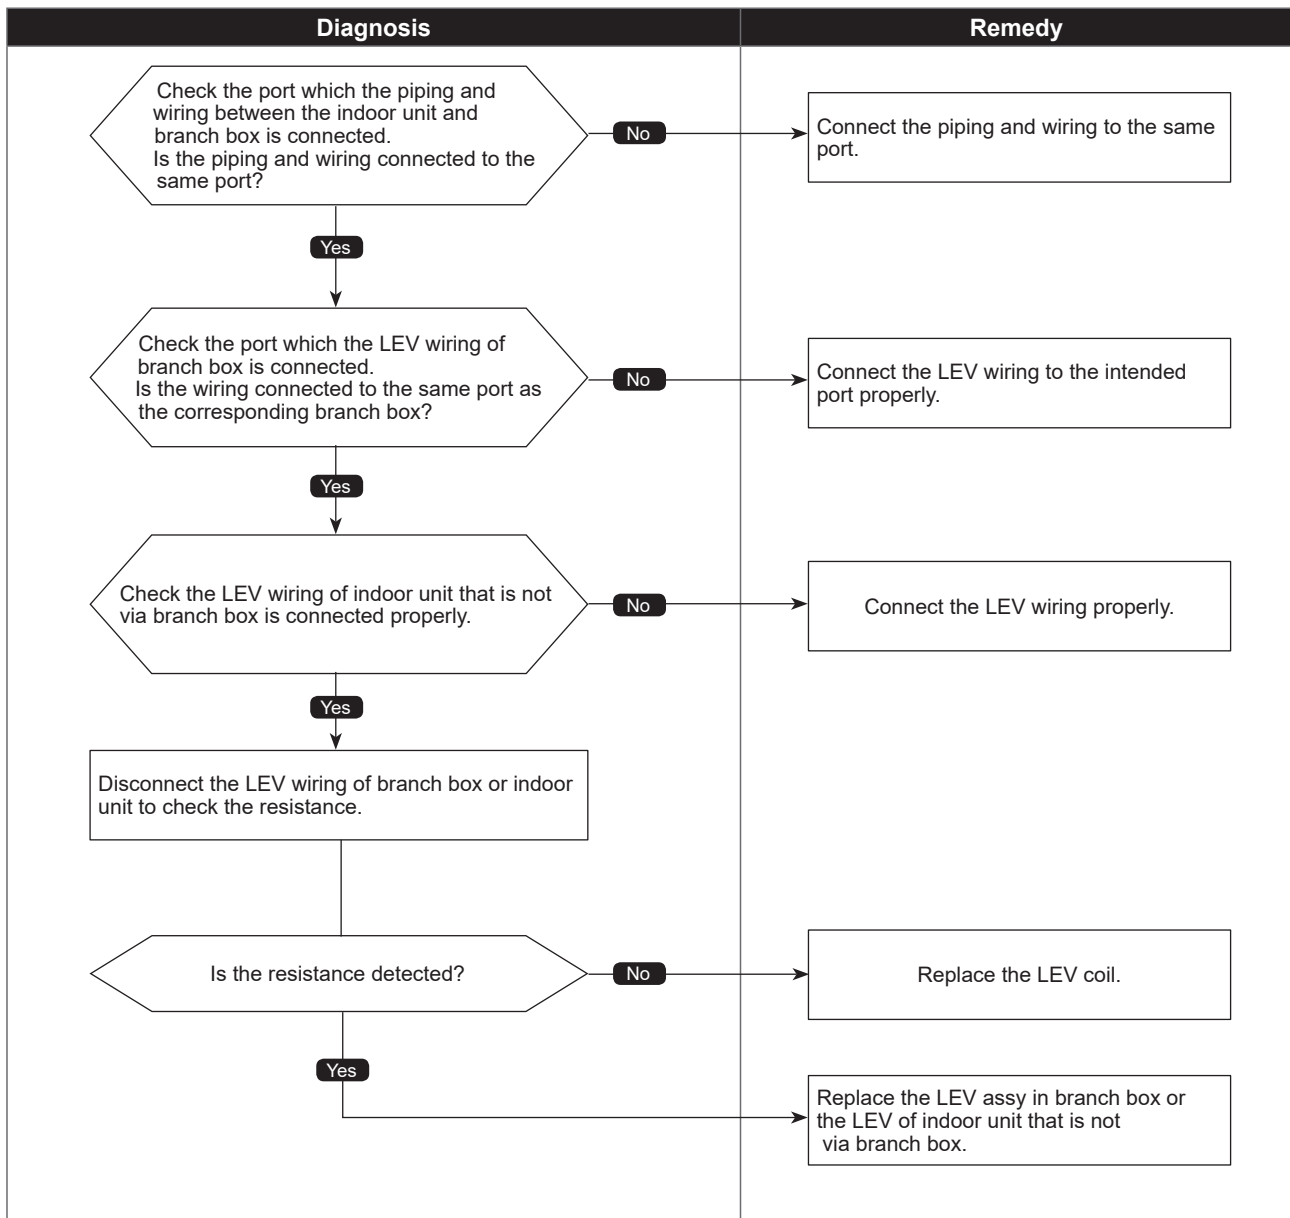 Diagnosis
Remedy
Check the port which the piping and
wiring between the indoor unit and
branch box is connected.
Is the piping and wiring connected to the
same port?
No
Connect the piping and wiring to the same
port.
Yes
Check the port which the LEV wiring of
branch box is connected.
Is the wiring connected to the same port as
the corresponding branch box?
No
Connect the LEV wiring to the intended
port properly.
Yes
Check the LEV wiring of indoor unit that is not
via branch box is connected properly.
No
Connect the LEV wiring properly.
Yes
Disconnect the LEV wiring of branch box or indoor
unit to check the resistance.
Is the resistance detected?
No
Replace the LEV coil.
Yes
Replace the LEV assy in branch box or
the LEV of indoor unit that is not
via branch box.